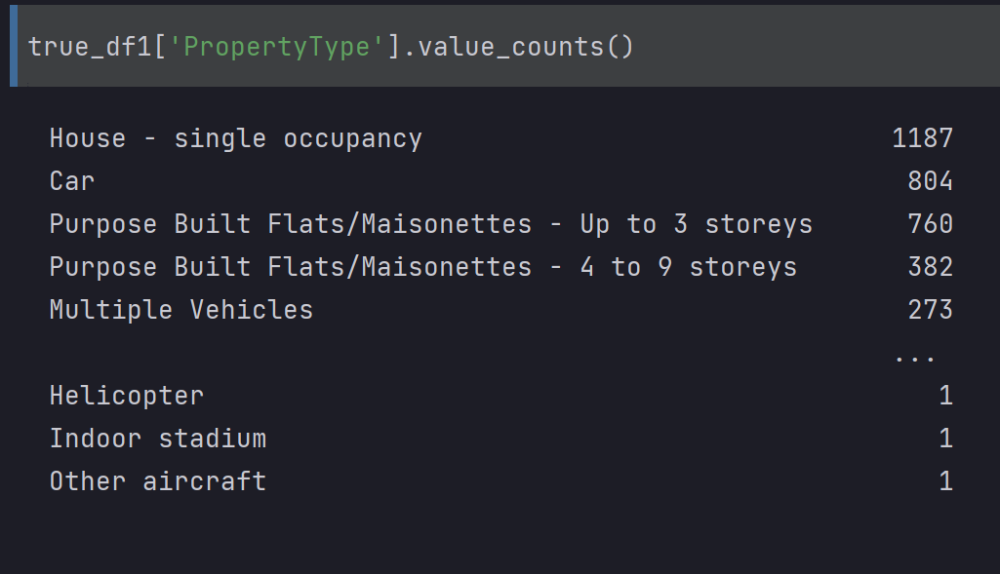 true_df1['PropertyType'].value_counts()
House - single occupancy 1187
Car 804
Purpose Built Flats/Maisonettes - Up to 3 storeys 760
Purpose Built Flats/Maisonettes - 4 to 9 storeys 382
Multiple Vehicles 273
...
Helicopter 1
Indoor stadium 1
Other aircraft 1